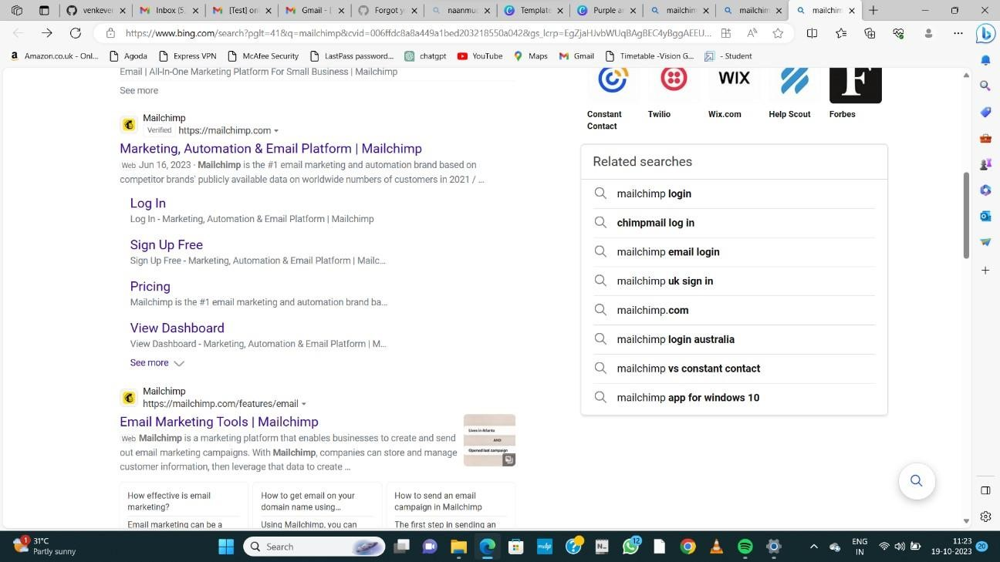 venkever
Inbox (5,
[Test] onl
Gmail - [
Forgot y
naanmud
Template
Purple an
mailchim
mailchim
mailchim
https://www.bing.com/search?pglt=41&q=mailchimp&cvid=006ffdc8a8a449a1bed203218550a042&gs_lcrp=EgZjaHJvbWUqBAgBEC4yBggAEEU...
Amazon.co.uk - Onl...
Agoda
Express VPN
McAfee Security
LastPass password...
chatgpt
YouTube
Maps
Gmail
Timetable -Vision G...
- Student
Email | All-In-One Marketing Platform For Small Business | Mailchimp
See more
Mailchimp
Verified https://mailchimp.com
Marketing, Automation & Email Platform | Mailchimp
Web Jun 16, 2023 · Mailchimp is the #1 email marketing and automation brand based on
competitor brands' publicly available data on worldwide numbers of customers in 2021 / ...
Log In
Log In - Marketing, Automation & Email Platform | Mailchimp
Sign Up Free
Sign Up Free - Marketing, Automation & Email Platform | Mailc...
Pricing
Mailchimp is the #1 email marketing and automation brand ba...
View Dashboard
View Dashboard - Marketing, Automation & Email Platform | M...
See more
Mailchimp
https://mailchimp.com/features/email
Email Marketing Tools | Mailchimp
Web Mailchimp is a marketing platform that enables businesses to create and send
out email marketing campaigns. With Mailchimp, companies can store and manage
customer information, then leverage that data to create ...
Lives in Atlanta
AND
Opened last campaign
How effective is email
marketing?
Email marketing can be a
How to get email on your
domain name using...
Using Mailchimp, you can
How to send an email
campaign in Mailchimp
The first step in sending an
WIX
F
Constant
Contact
Twilio
Wix.com
Help Scout
Forbes
Related searches
mailchimp login
chimpmail log in
mailchimp email login
mailchimp uk sign in
mailchimp.com
mailchimp login australia
mailchimp vs constant contact
mailchimp app for windows 10
1
31°C
Partly sunny
Search
12
ENG
IN
11:23
19-10-2023
20